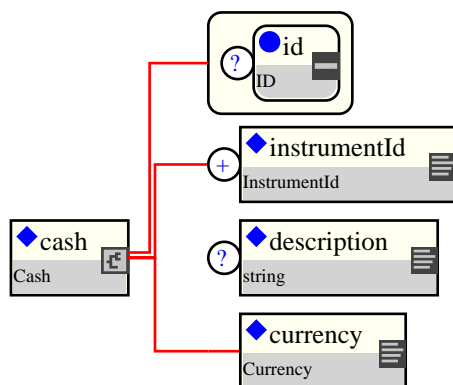 id
?
ID
instrumentId
+
InstrumentId
cash
Cash
description
?
string
currency
Currency